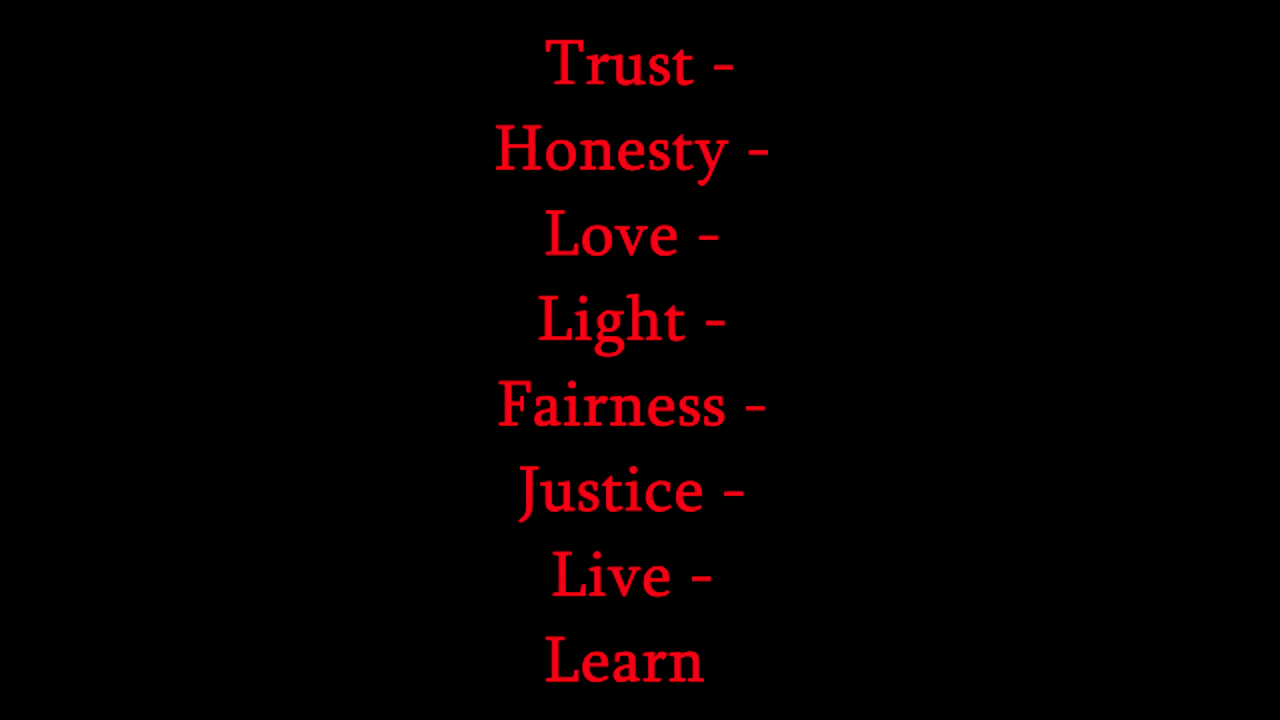 Trust -
Honesty -
Love -
Light -
Fairness -
Justice -
Live -
Learn